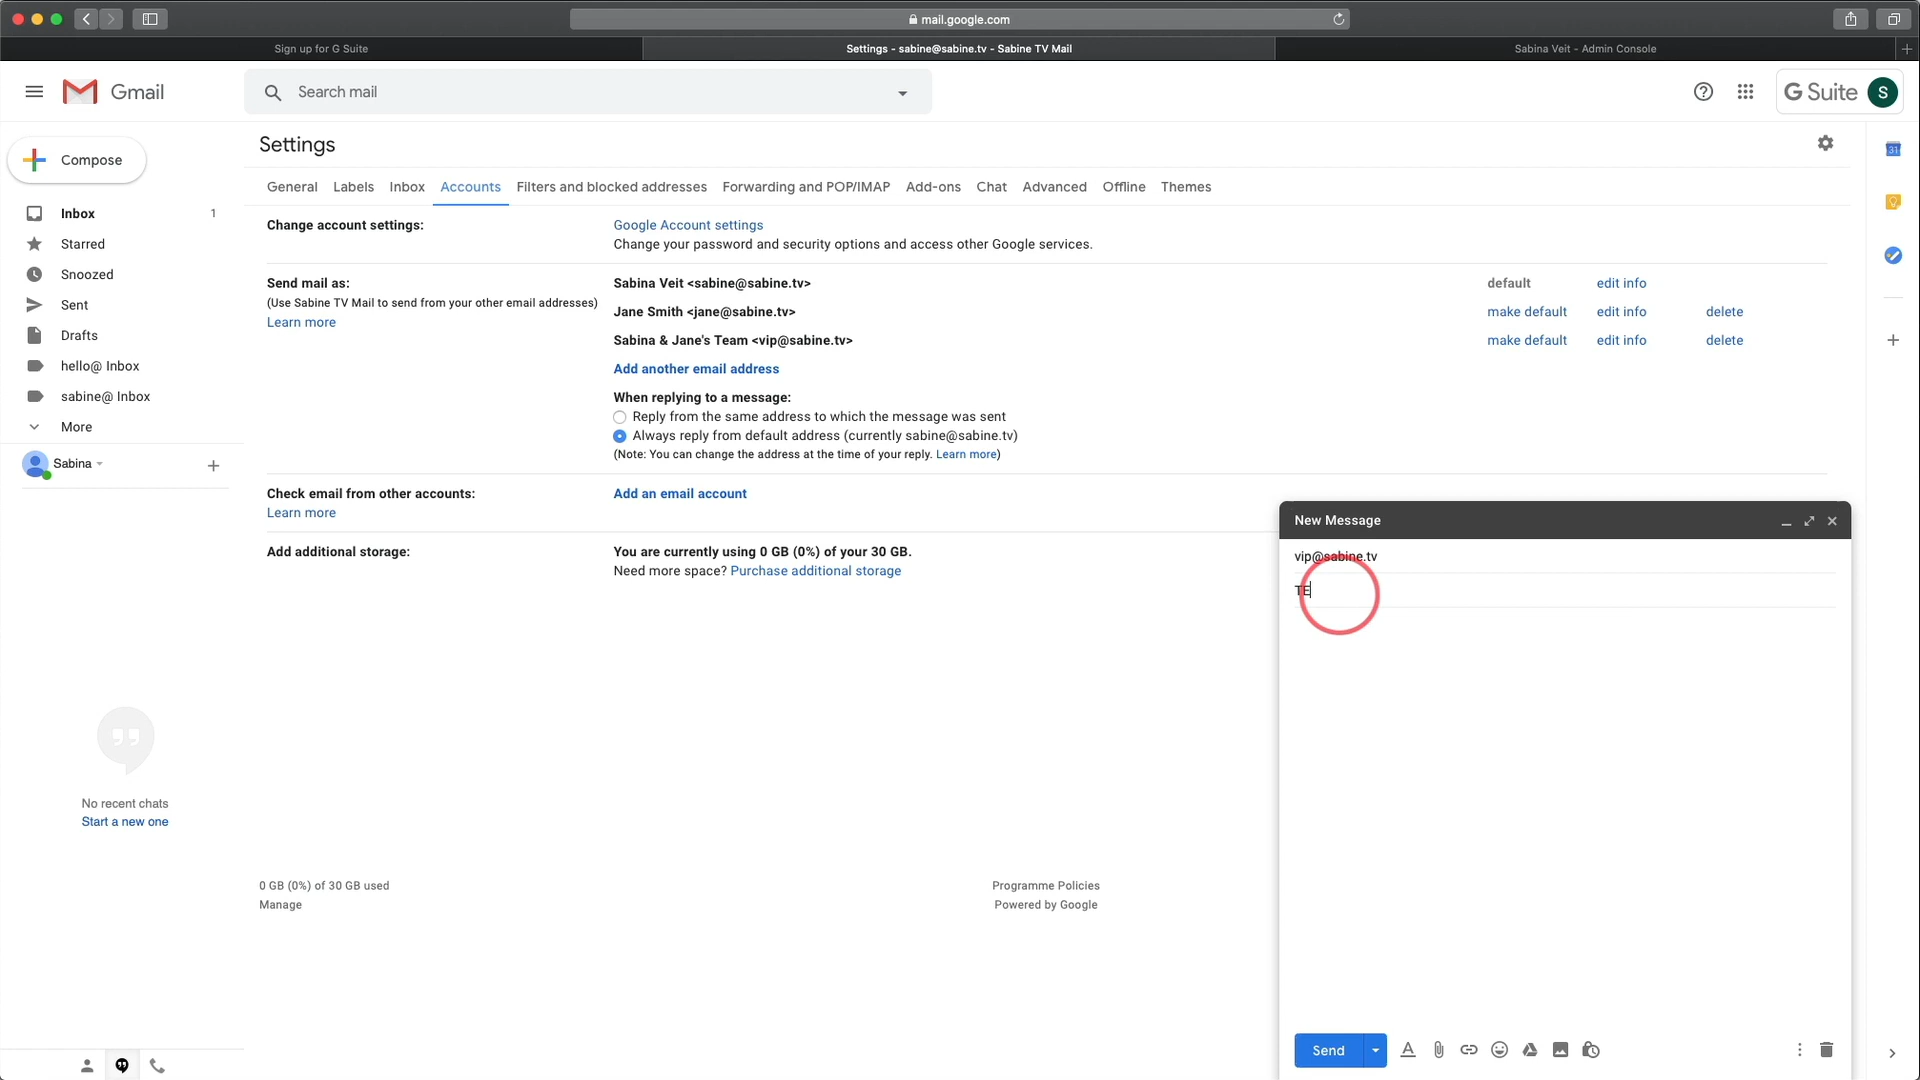 mail.google.com
Sign up for G Suite
Settings - sabine@sabine.tv - Sabine TV Mail
Sabina Veit - Admin Console
Gmail
Search mail
G Suite
S
Compose
Inbox 1
Starred
Snoozed
Sent
Drafts
hello@ Inbox
sabine@ Inbox
More
Sabina
No recent chats
Start a new one
Settings
General Labels Inbox Accounts Filters and blocked addresses Forwarding and POP/IMAP Add-ons Chat Advanced Offline Themes
Change account settings:
Google Account settings
Change your password and security options and access other Google services.
Send mail as:
(Use Sabine TV Mail to send from your other email addresses)
Learn more
Sabina Veit <sabine@sabine.tv> default edit info
Jane Smith <jane@sabine.tv> make default edit info delete
Sabina & Jane's Team <vip@sabine.tv> make default edit info delete
Add another email address
When replying to a message:
Reply from the same address to which the message was sent
Always reply from default address (currently sabine@sabine.tv)
(Note: You can change the address at the time of your reply. Learn more)
Check email from other accounts:
Learn more
Add an email account
Add additional storage:
You are currently using 0 GB (0%) of your 30 GB.
Need more space? Purchase additional storage
0 GB (0%) of 30 GB used
Manage
Programme Policies
Powered by Google
New Message
vip@sabine.tv
TE
Send
31